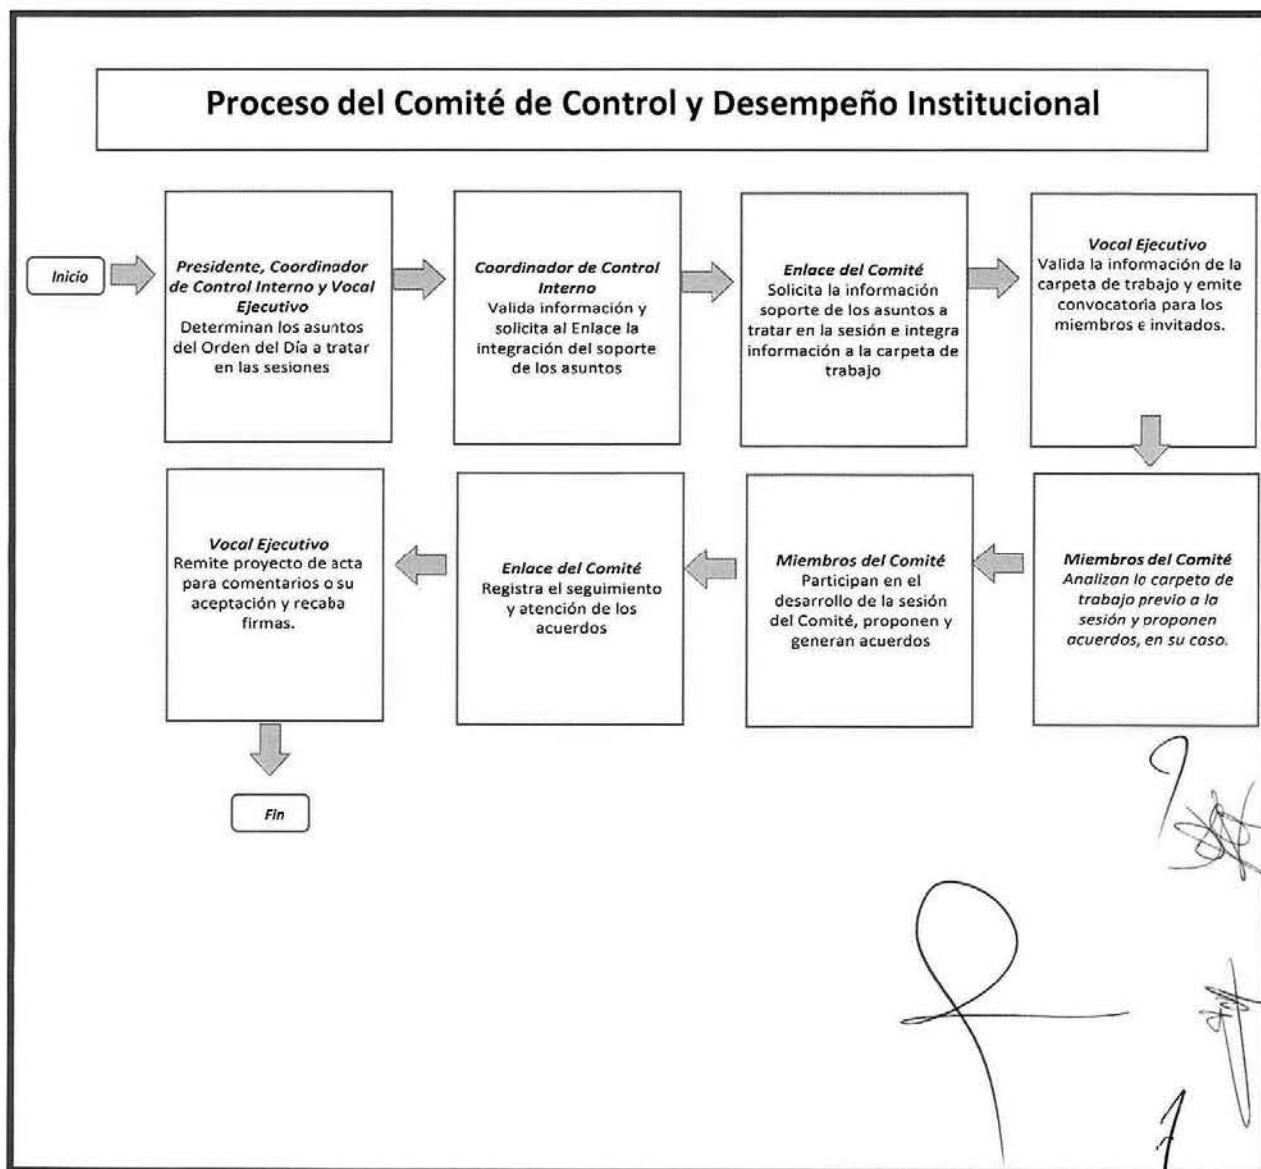 Proceso del Comité de Control y Desempeño Institucional
Inicio
Presidente, Coordinador
de Control Interno y Vocal
Ejecutivo
Determinan los asuntos
del Orden del Día a tratar
en las sesiones
Coordinador de Control
Interno
Valida información y
solicita al Enlace la
integración del soporte
de los asuntos
Enlace del Comité
Solicita la información
soporte de los asuntos a
tratar en la sesión e integra
información a la carpeta de
trabajo
Vocal Ejecutivo
Valida la información de la
carpeta de trabajo y emite
convocatoria para los
miembros e invitados.
Miembros del Comité
Analizan la carpeta de
trabajo previo a la
sesión y proponen
acuerdos, en su caso.
Miembros del Comité
Participan en el
desarrollo de la sesión
del Comité, proponen y
generan acuerdos
Enlace del Comité
Registra el seguimiento
y atención de los
acuerdos
Vocal Ejecutivo
Remite proyecto de acta
para comentarios o su
aceptación y recaba
firmas.
Fin